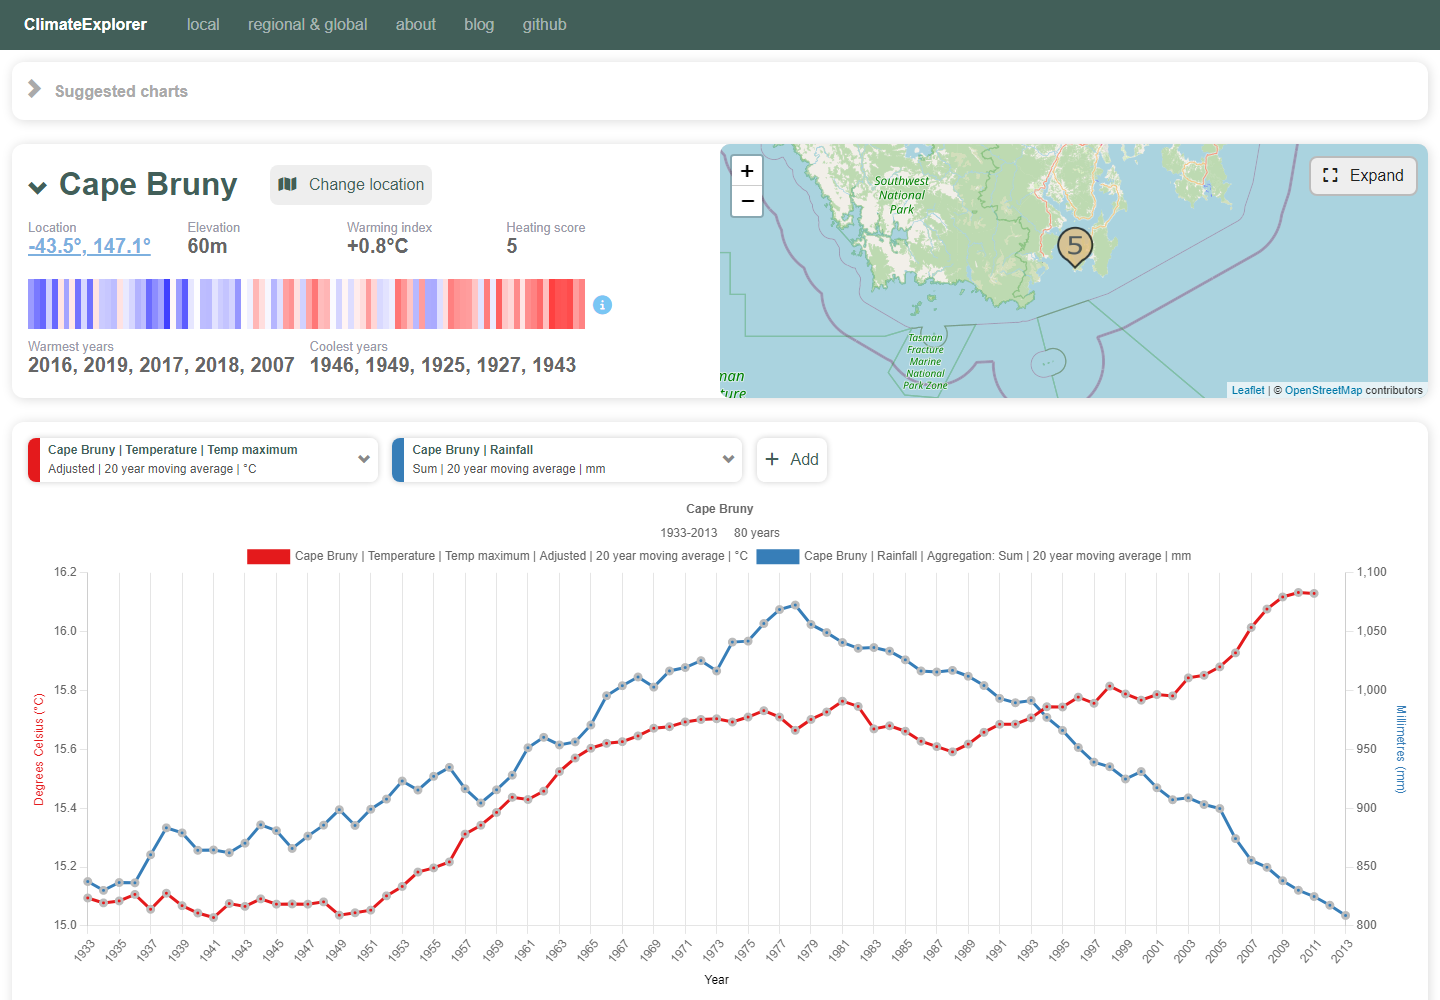 ClimateExplorer local regional & global about blog github
Suggested charts
Cape Bruny
Change location
Location Elevation Warming index Heating score
-43.5°, 147.1° 60m +0.8°C 5
Warmest years Coolest years
2016, 2019, 2017, 2018, 2007 1946, 1949, 1925, 1927, 1943
+
−
Expand
Southwest
National
Park
5
Tasman
Fracture
Marine
National
Park Zone
man
ture
Leaflet | © OpenStreetMap contributors
Cape Bruny | Temperature | Temp maximum
Adjusted | 20 year moving average | °C
Cape Bruny | Rainfall
Sum | 20 year moving average | mm
+ Add
Cape Bruny
1933-2013 80 years
Cape Bruny | Temperature | Temp maximum | Adjusted | 20 year moving average | °C
Cape Bruny | Rainfall | Aggregation: Sum | 20 year moving average | mm
Degrees Celsius (°C)
16.2
16.0
15.8
15.6
15.4
15.2
15.0
1,100
1,050
1,000
950
900
850
800
Millimetres (mm)
1933 1935 1937 1939 1941 1943 1945 1947 1949 1951 1953 1955 1957 1959 1961 1963 1965 1967 1969 1971 1973 1975 1977 1979 1981 1983 1985 1987 1989 1991 1993 1995 1997 1999 2001 2003 2005 2007 2009 2011 2013
Year